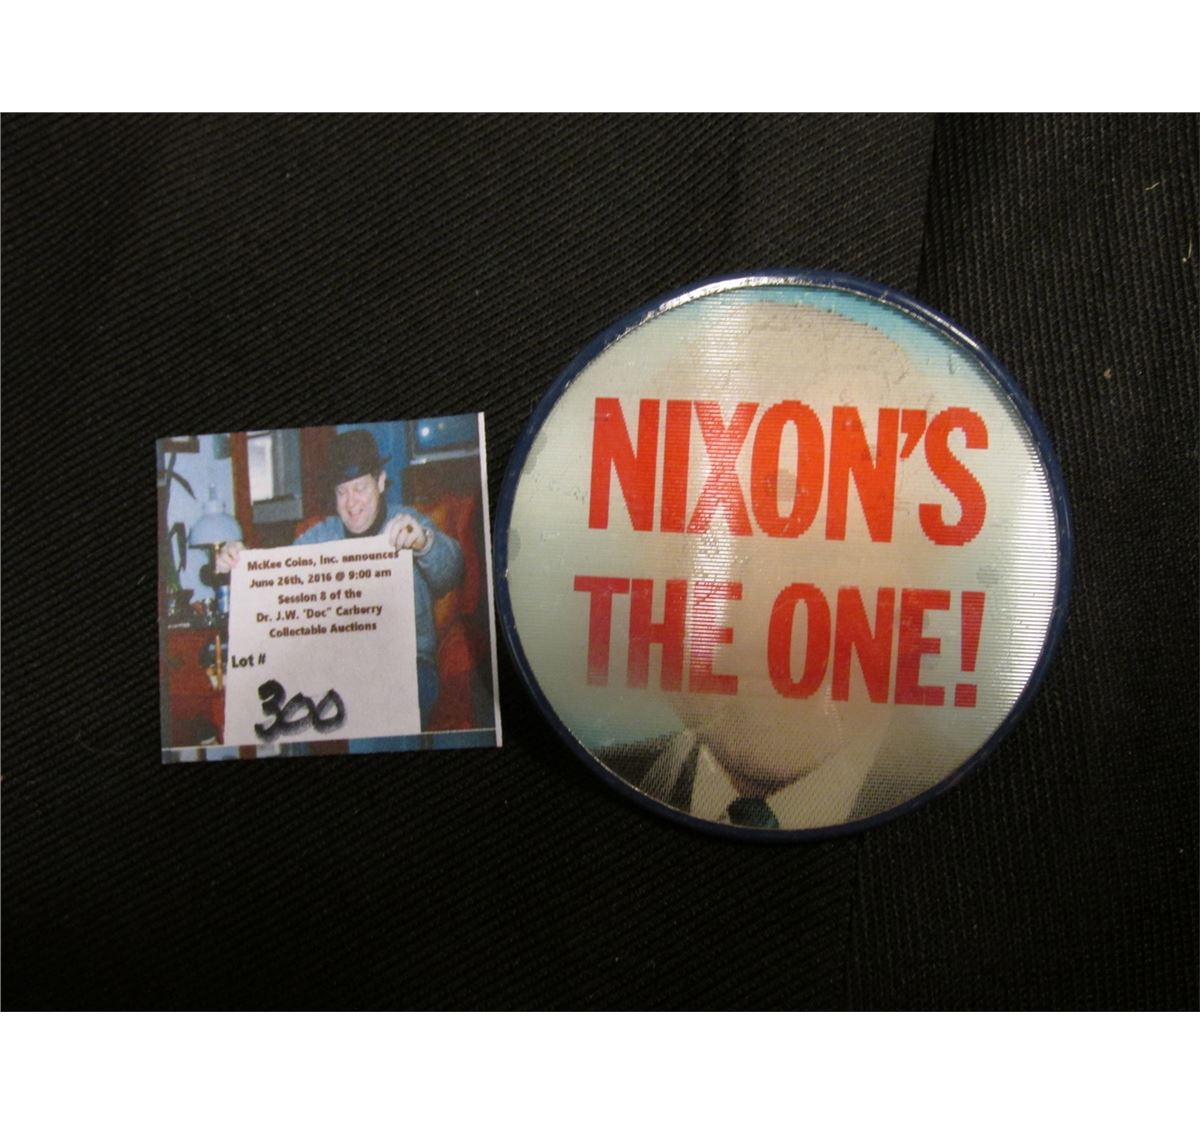 McKee Coins, Inc. announces
June 26th, 2016 @ 9:00 am
Session 8 of the
Dr. J.W. "Doc" Carberry
Collectable Auctions
Lot #
300
NIXON'S
THE ONE!